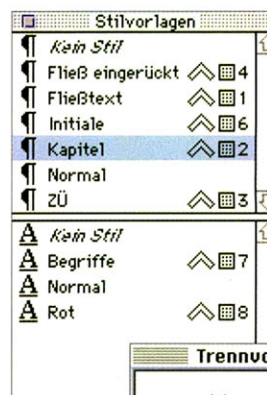 Stilvorlagen
¶ Kein Stil
¶ Fließ eingerückt 4
¶ Fließtext 1
¶ Initiale 6
¶ Kapitel 2
¶ Normal
¶ ZÜ 3
A Kein Stil
A Begriffe 7
A Normal
A Rot 8
Trennvo